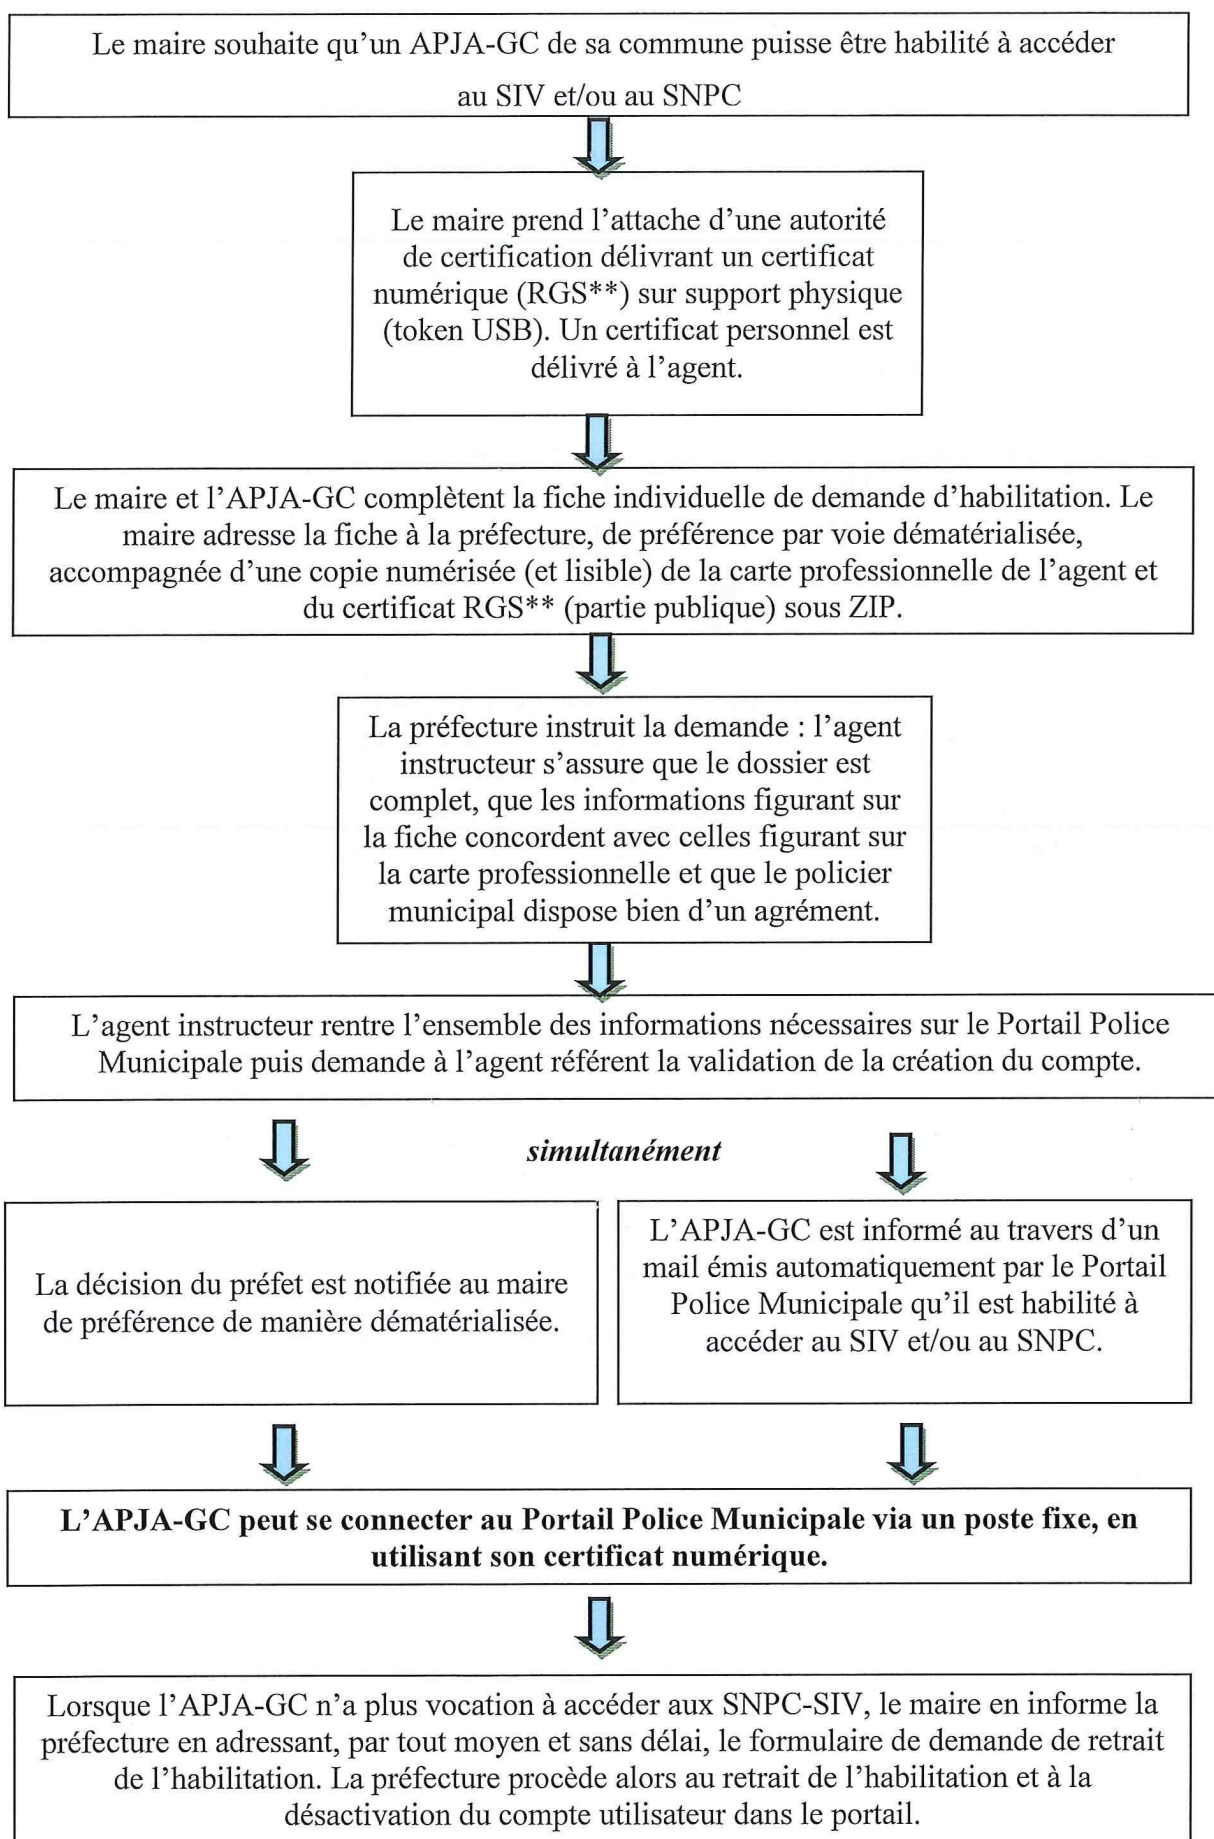 Le maire souhaite qu’un APJA-GC de sa commune puisse être habilité à accéder
au SIV et/ou au SNPC
Le maire prend l’attache d’une autorité
de certification délivrant un certificat
numérique (RGS**) sur support physique
(token USB). Un certificat personnel est
délivré à l’agent.
Le maire et l’APJA-GC complètent la fiche individuelle de demande d’habilitation. Le
maire adresse la fiche à la préfecture, de préférence par voie dématérialisée,
accompagnée d’une copie numérisée (et lisible) de la carte professionnelle de l’agent et
du certificat RGS** (partie publique) sous ZIP.
La préfecture instruit la demande : l’agent
instructeur s’assure que le dossier est
complet, que les informations figurant sur
la fiche concordent avec celles figurant sur
la carte professionnelle et que le policier
municipal dispose bien d’un agrément.
L’agent instructeur rentre l’ensemble des informations nécessaires sur le Portail Police
Municipale puis demande à l’agent référent la validation de la création du compte.
simultanément
La décision du préfet est notifiée au maire
de préférence de manière dématérialisée.
L’APJA-GC est informé au travers d’un
mail émis automatiquement par le Portail
Police Municipale qu’il est habilité à
accéder au SIV et/ou au SNPC.
L’APJA-GC peut se connecter au Portail Police Municipale via un poste fixe, en
utilisant son certificat numérique.
Lorsque l’APJA-GC n’a plus vocation à accéder aux SNPC-SIV, le maire en informe la
préfecture en adressant, par tout moyen et sans délai, le formulaire de demande de retrait
de l’habilitation. La préfecture procède alors au retrait de l’habilitation et à la
désactivation du compte utilisateur dans le portail.